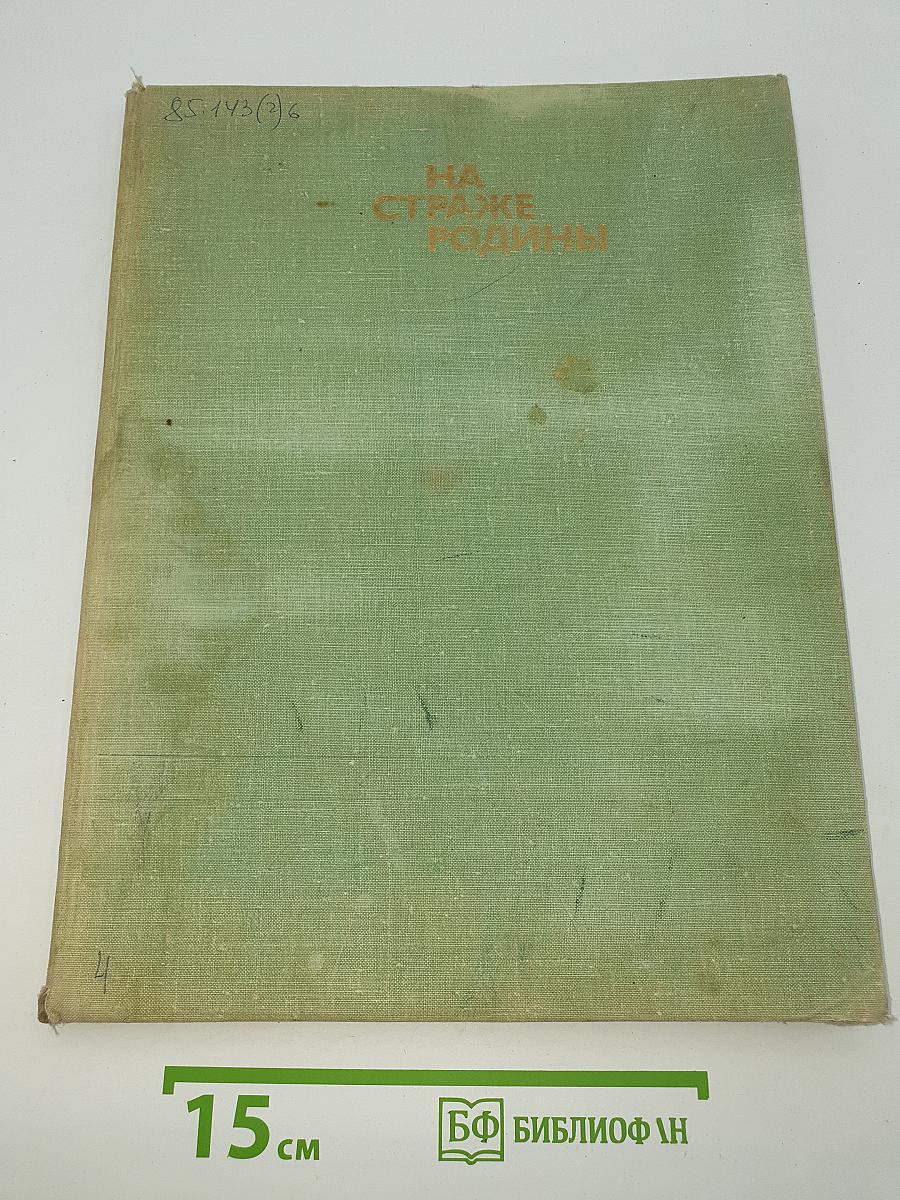 85.143(2)6
НА
СТРАЖЕ
РОДИНЫ
4
15 см
БФ БИБЛИОФ\Н